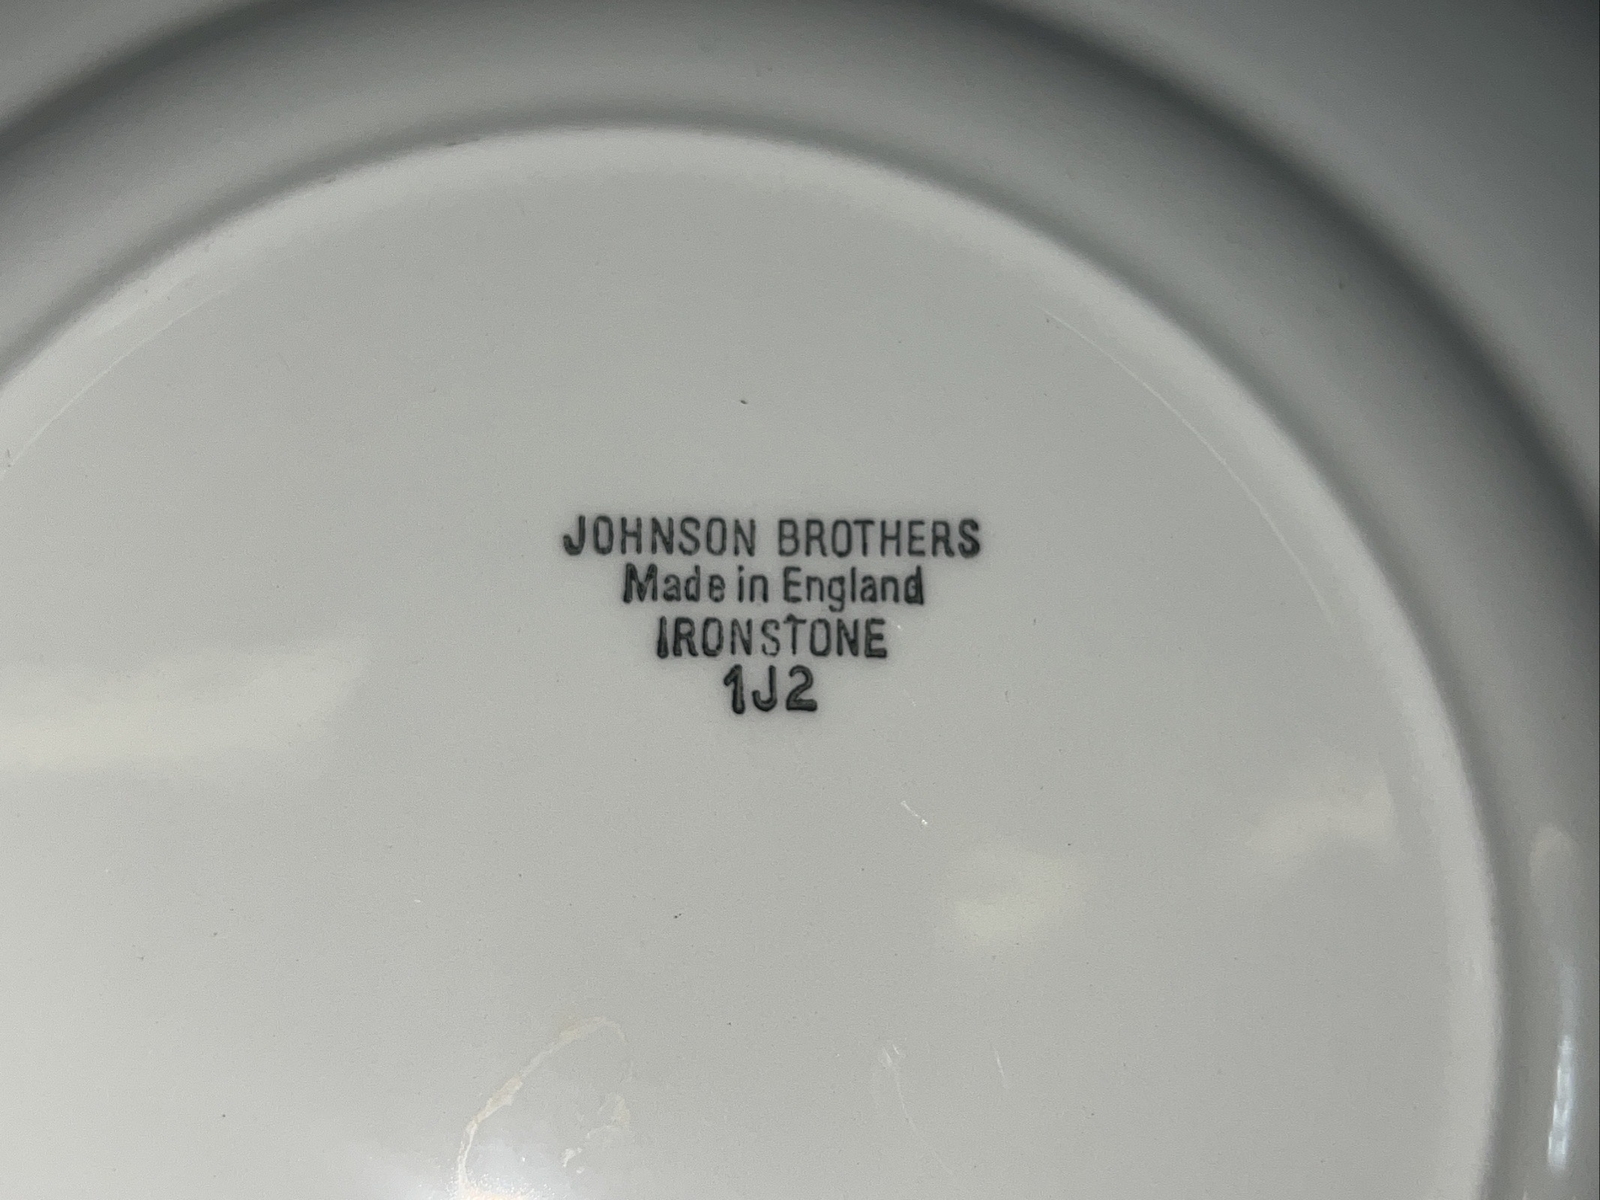 JOHNSON BROTHERS
Made in England
IRONSTONE
1J2